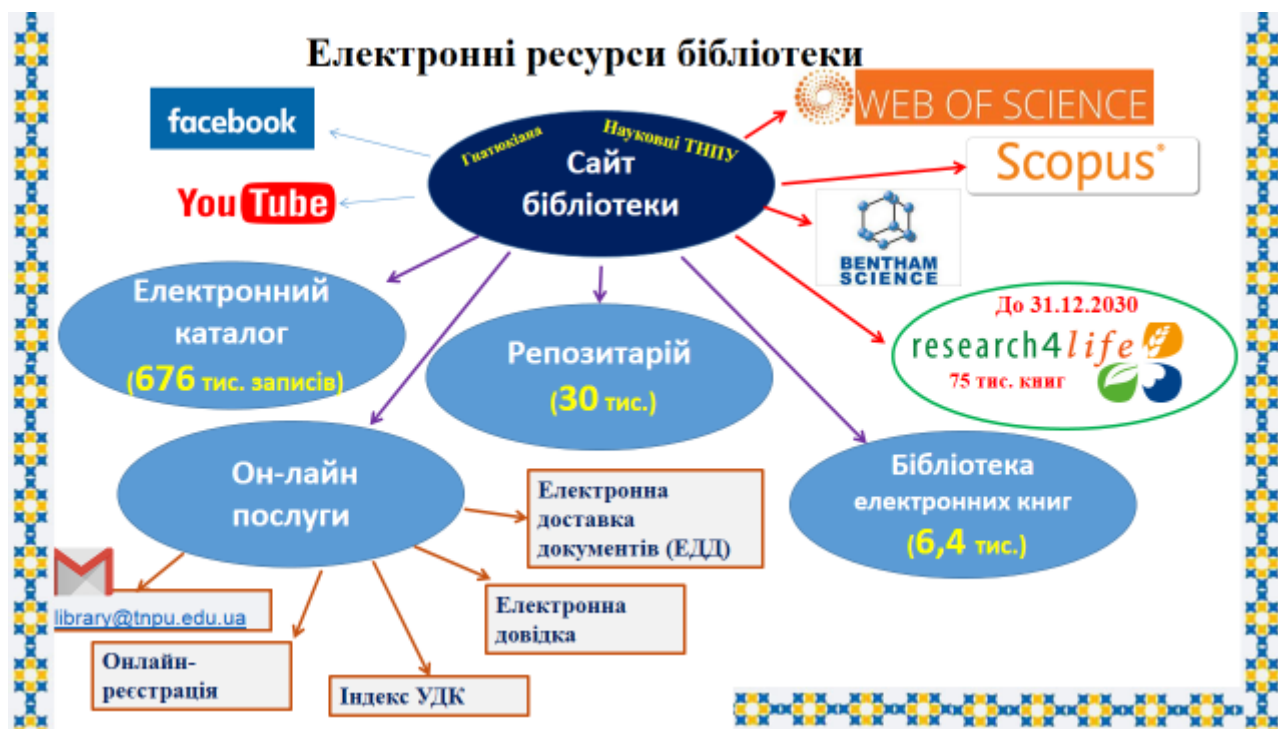 Електронні ресурси бібліотеки
facebook
YouTube
Гнатюкіана
Науковці ТНПУ
Сайт
бібліотеки
WEB OF SCIENCE
Scopus®
BENTHAM
SCIENCE
До 31.12.2030
research4life
75 тис. книг
Електронний
каталог
(676 тис. записів)
Репозитарій
(30 тис.)
Бібліотека
електронних книг
(6,4 тис.)
Он-лайн
послуги
Електронна
доставка
документів (ЕДД)
Електронна
довідка
Індекс УДК
Онлайн-
реєстрація
library@tnpu.edu.ua